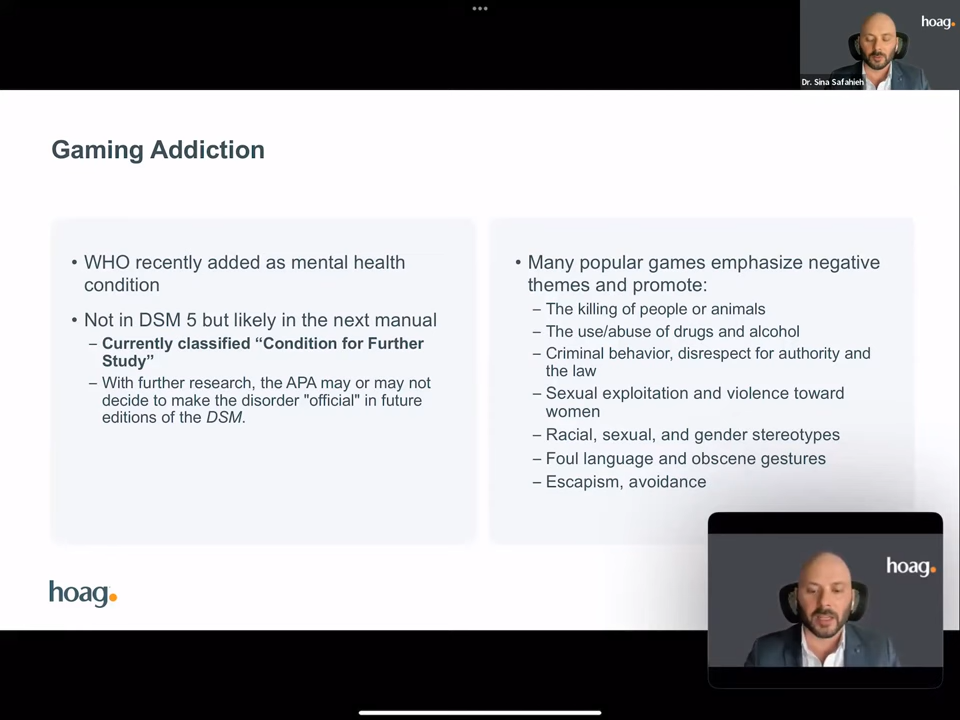 hoag.
Dr. Sina Safahieh
Gaming Addiction
• WHO recently added as mental health
condition
• Not in DSM 5 but likely in the next manual
– Currently classified “Condition for Further
Study”
– With further research, the APA may or may not
decide to make the disorder "official" in future
editions of the DSM.
• Many popular games emphasize negative
themes and promote:
– The killing of people or animals
– The use/abuse of drugs and alcohol
– Criminal behavior, disrespect for authority and
the law
– Sexual exploitation and violence toward
women
– Racial, sexual, and gender stereotypes
– Foul language and obscene gestures
– Escapism, avoidance
hoag.
hoag.